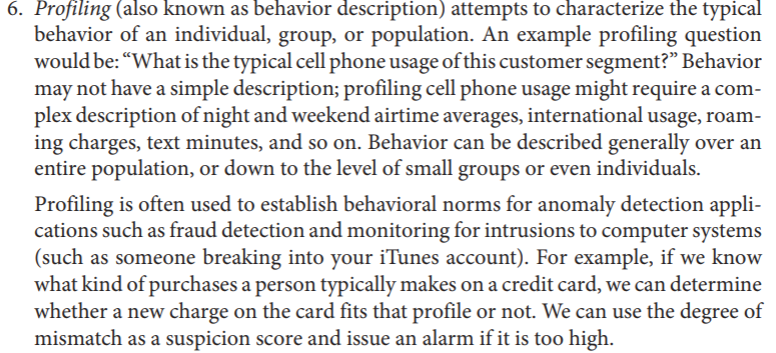 6. Profiling (also known as behavior description) attempts to characterize the typical
behavior of an individual, group, or population. An example profiling question
would be: “What is the typical cell phone usage of this customer segment?” Behavior
may not have a simple description; profiling cell phone usage might require a com-
plex description of night and weekend airtime averages, international usage, roam-
ing charges, text minutes, and so on. Behavior can be described generally over an
entire population, or down to the level of small groups or even individuals.
Profiling is often used to establish behavioral norms for anomaly detection appli-
cations such as fraud detection and monitoring for intrusions to computer systems
(such as someone breaking into your iTunes account). For example, if we know
what kind of purchases a person typically makes on a credit card, we can determine
whether a new charge on the card fits that profile or not. We can use the degree of
mismatch as a suspicion score and issue an alarm if it is too high.